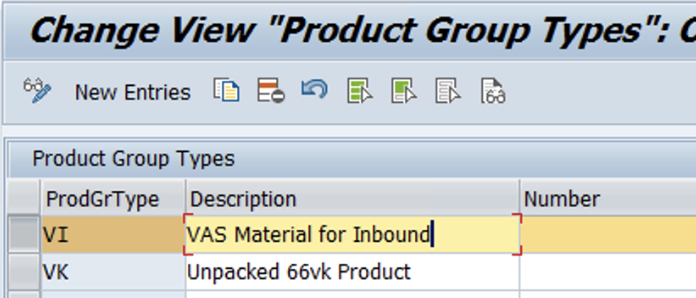 Change View "Product Group Types": O
New Entries
Product Group Types
ProdGrType Description Number
VI VAS Material for Inbound
VK Unpacked 66vk Product